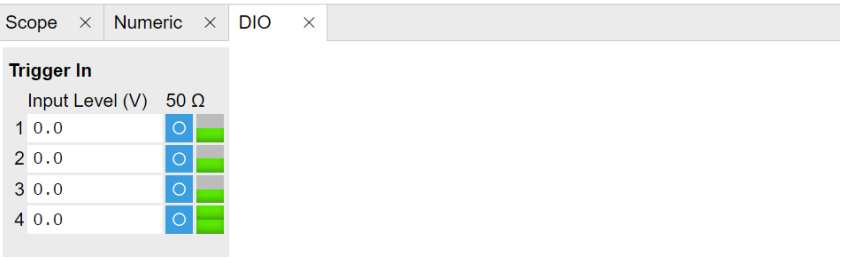 Scope × Numeric × DIO ×
Trigger In
Input Level (V) 50 Ω
1 0.0
2 0.0
3 0.0
4 0.0